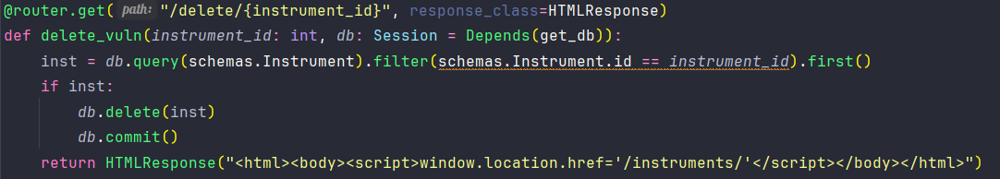 @router.get( path: "/delete/{instrument_id}", response_class=HTMLResponse)
def delete_vuln(instrument_id: int, db: Session = Depends(get_db)):
    inst = db.query(schemas.Instrument).filter(schemas.Instrument.id == instrument_id).first()
    if inst:
        db.delete(inst)
        db.commit()
    return HTMLResponse("<html><body><script>window.location.href='/instruments/'</script></body></html>")